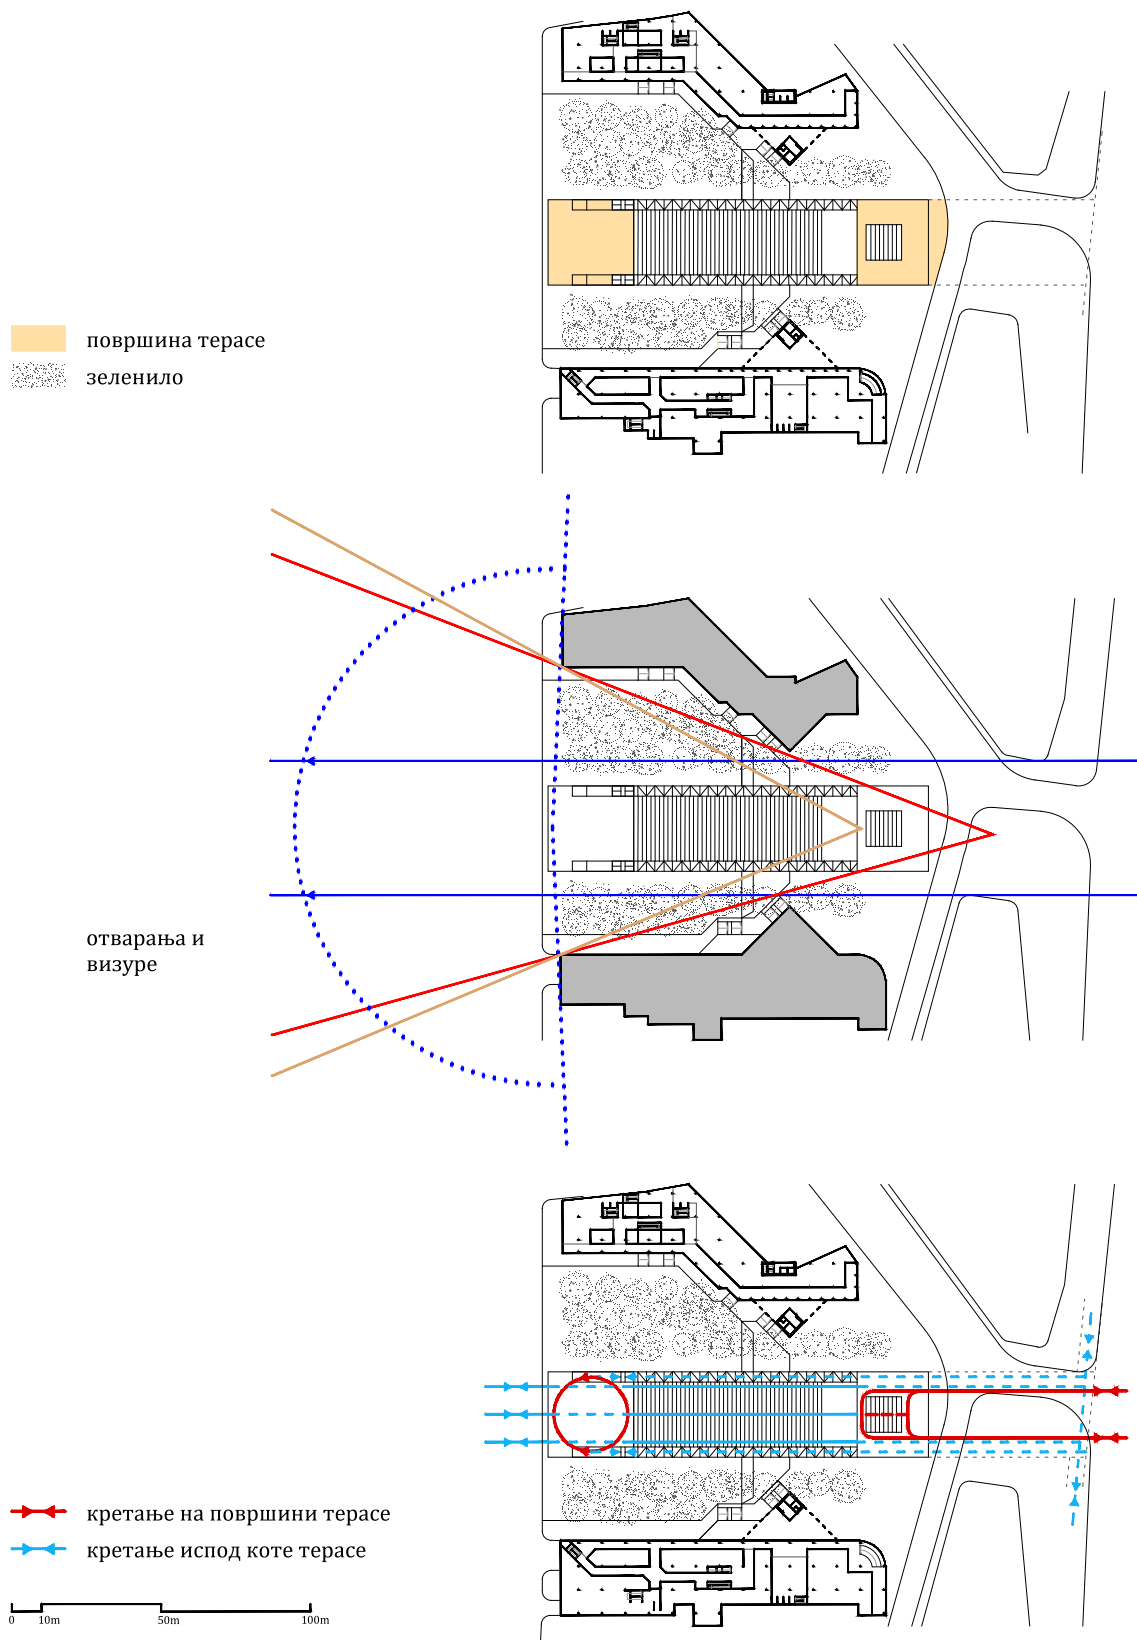 површина терасе
зеленило
отварања и
визуре
кретање на површини терасе
кретање испод коте терасе
0 10m 50m 100m